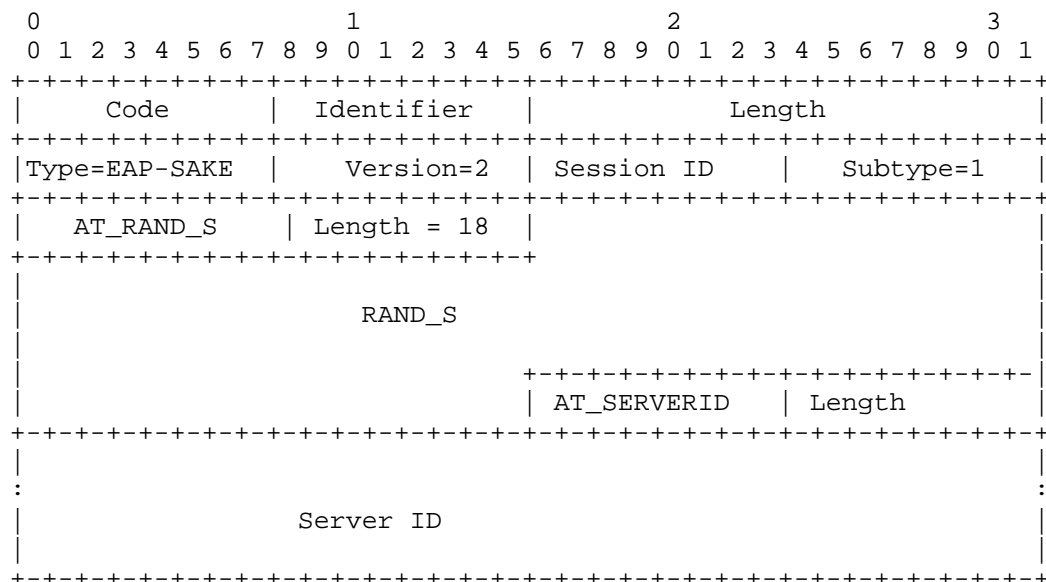 0                   1                   2                   3
0 1 2 3 4 5 6 7 8 9 0 1 2 3 4 5 6 7 8 9 0 1 2 3 4 5 6 7 8 9 0 1
+-+-+-+-+-+-+-+-+-+-+-+-+-+-+-+-+-+-+-+-+-+-+-+-+-+-+-+-+-+-+-+-+
|     Code      |  Identifier   |            Length             |
+-+-+-+-+-+-+-+-+-+-+-+-+-+-+-+-+-+-+-+-+-+-+-+-+-+-+-+-+-+-+-+-+
|Type=EAP-SAKE  |    Version=2  | Session ID    |   Subtype=1   |
+-+-+-+-+-+-+-+-+-+-+-+-+-+-+-+-+-+-+-+-+-+-+-+-+-+-+-+-+-+-+-+-+
|   AT_RAND_S    | Length = 18  |                               |
+-+-+-+-+-+-+-+-+-+-+-+-+-+-+-+-+                               |
|                                                               |
|                     RAND_S                                    |
|                                                               |
|                               +-+-+-+-+-+-+-+-+-+-+-+-+-+-+-+-|
|                               | AT_SERVERID   | Length        |
+-+-+-+-+-+-+-+-+-+-+-+-+-+-+-+-+-+-+-+-+-+-+-+-+-+-+-+-+-+-+-+-+
|                                                               |
:                                                               :
|                 Server ID                                     |
|                                                               |
+-+-+-+-+-+-+-+-+-+-+-+-+-+-+-+-+-+-+-+-+-+-+-+-+-+-+-+-+-+-+-+-+